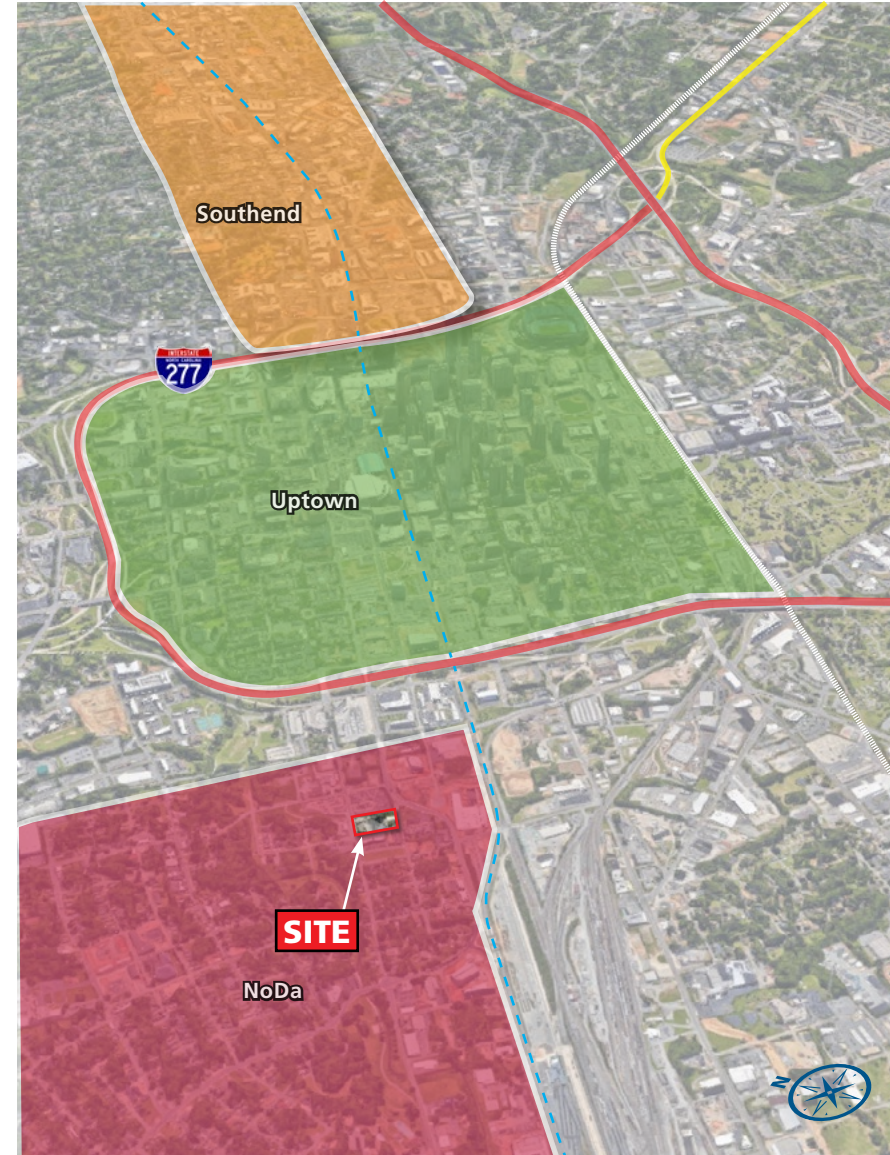 Southend
INTERSTATE
NORTH CAROLINA
277
Uptown
SITE
NoDa
N